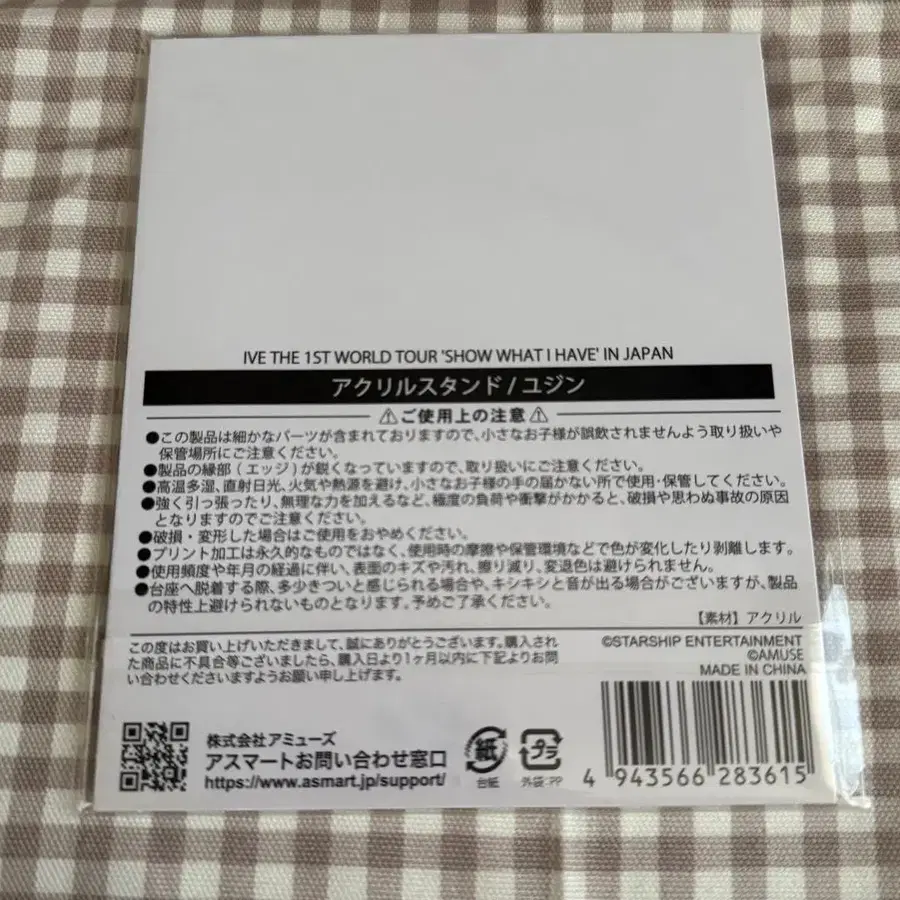 IVE THE 1ST WORLD TOUR 'SHOW WHAT I HAVE' IN JAPAN
アクリルスタンド / ユジン
⚠ご使用上の注意⚠
●この製品は細かなパーツが含まれておりますので、小さなお子様が誤飲されませんよう取り扱いや
保管場所にご注意ください。
●製品の縁部(エッジ)が鋭くなっていますので、取り扱いにご注意ください。
●高温多湿、直射日光、火気や熱源を避け、小さなお子様の手の届かない所で使用・保管してください。
●強く引っ張ったり、無理な力を加えるなど、極度の負荷や衝撃がかかると、破損や思わぬ事故の原因
となりますのでご注意ください。
●破損・変形した場合はご使用をおやめください。
●プリント加工は永久的なものではなく、使用時の摩擦や保管環境などで色が変化したり剥離します。
●使用頻度や年月の経過に伴い、表面のキズや汚れ、擦り減り、変退色は避けられません。
●台座へ脱着する際、多少きついと感じられる場合や、キシキシと音が出る場合がございますが、製品
の特性上避けられないものとなります。予めご了承ください。
【素材】アクリル
この度はお買い上げいただきまして、誠にありがとうございます。購入され
た商品に不具合等ございましたら、購入日より1ヶ月以内に下記よりお問
い合わせくださいますようお願い申し上げます。
©STARSHIP ENTERTAINMENT
©AMUSE
MADE IN CHINA
株式会社アミューズ
アスマートお問い合わせ窓口
https://www.asmart.jp/support/
紙
台紙
プラ
外袋:PP
4 943566 283615